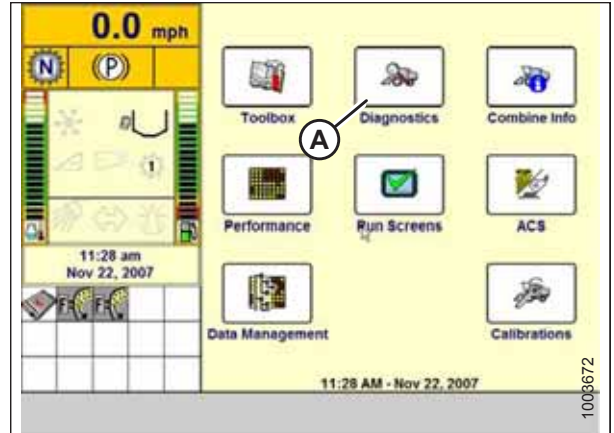 0.0 mph
N (P)
Toolbox Diagnostics Combine Info
A
1
Performance Run Screens ACS
11:28 am
Nov 22, 2007
F= F=
Data Management Calibrations
11:28 AM - Nov 22, 2007
1003672